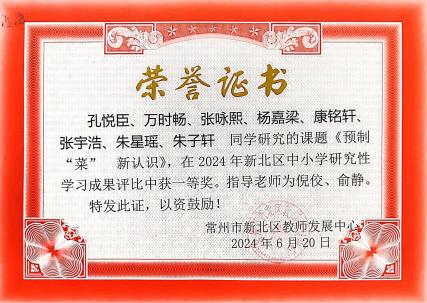 荣誉证书
孔悦臣、万时畅、张咏熙、杨嘉梁、康铭轩、
张宇浩、朱星瑶、朱子轩 同学研究的课题《预制
“菜” 新认识》，在2024年新北区中小学研究性
学习成果评比中获一等奖。指导老师为倪佼、俞静。
特发此证，以资鼓励！
常州市新北区教师发展中心
2024年6月20日